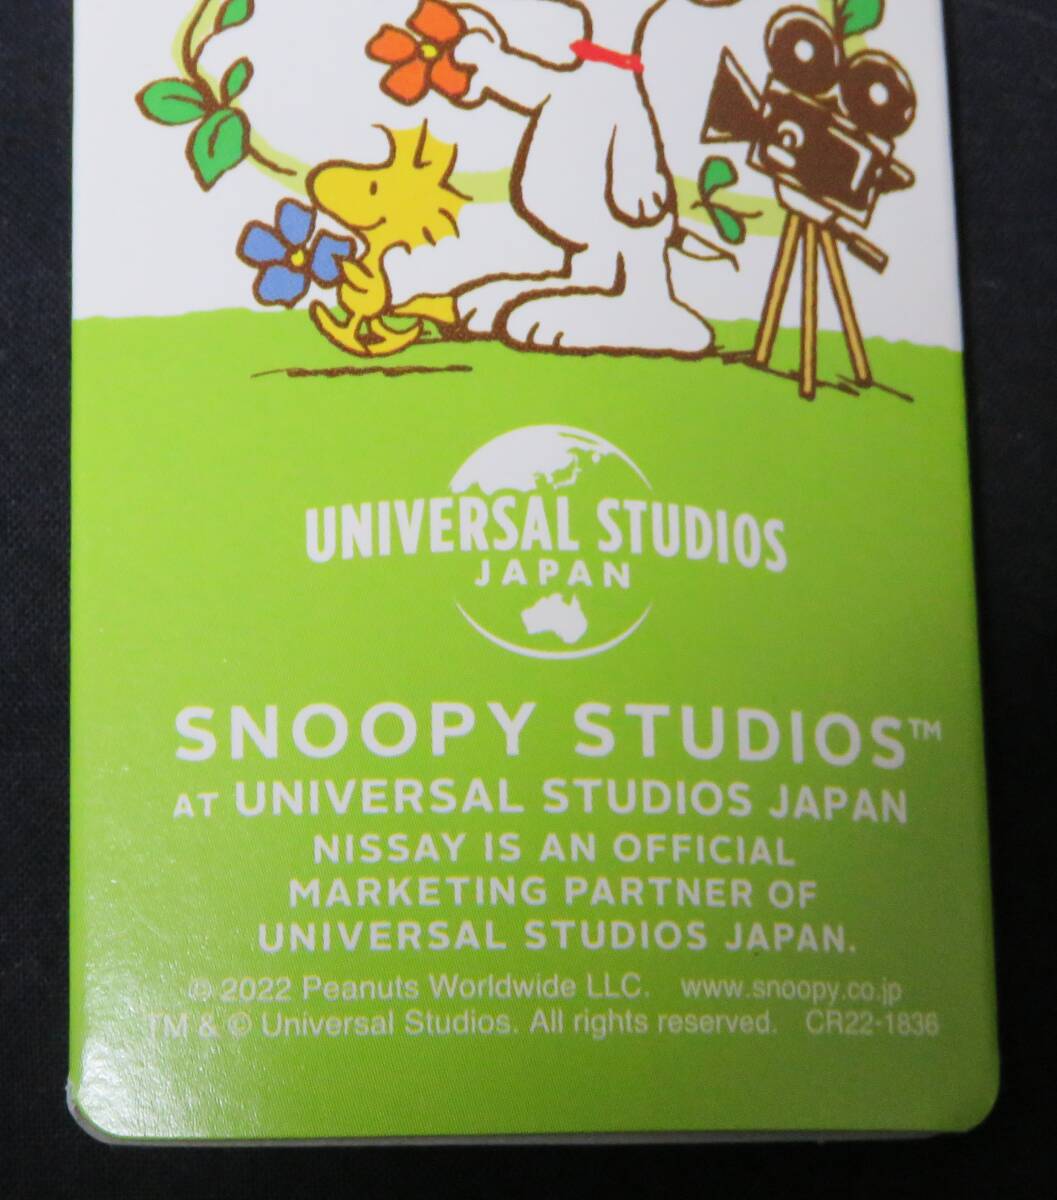 UNIVERSAL STUDIOS
JAPAN
SNOOPY STUDIOS™
AT UNIVERSAL STUDIOS JAPAN
NISSAY IS AN OFFICIAL
MARKETING PARTNER OF
UNIVERSAL STUDIOS JAPAN.
© 2022 Peanuts Worldwide LLC. www.snoopy.co.jp
TM & © Universal Studios. All rights reserved. CR22-1836